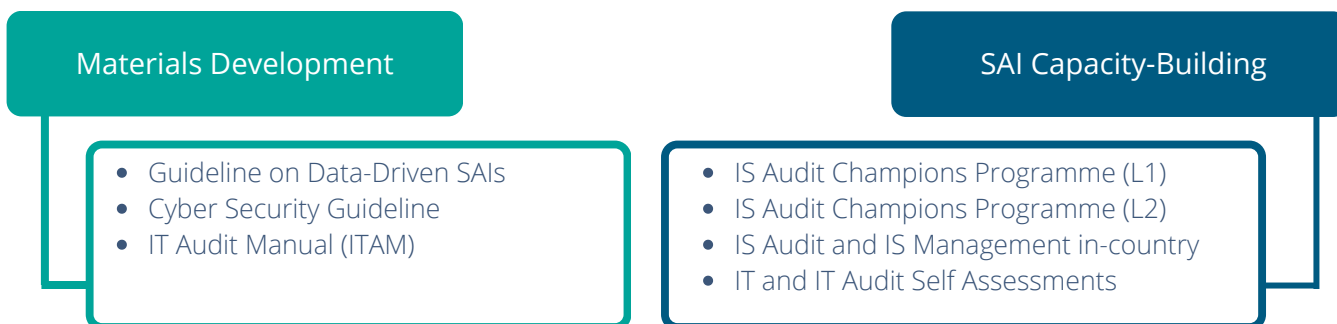 Materials Development
• Guideline on Data-Driven SAIs
• Cyber Security Guideline
• IT Audit Manual (ITAM)
SAI Capacity-Building
• IS Audit Champions Programme (L1)
• IS Audit Champions Programme (L2)
• IS Audit and IS Management in-country
• IT and IT Audit Self Assessments